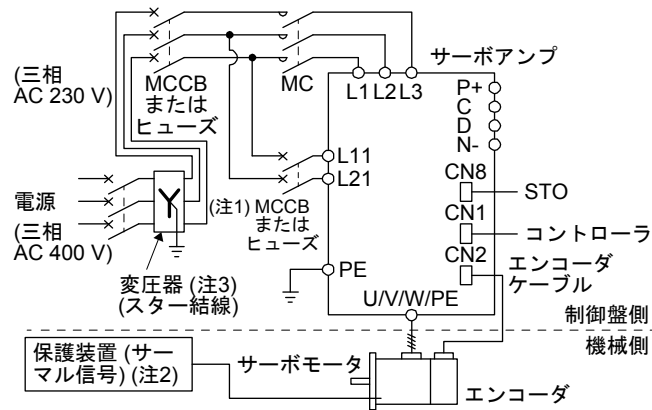 (三相
AC 230 V)
MCCB
または
ヒューズ
MC
サーボアンプ
L1
L2
L3
P+
C
D
N-
L11
L21
CN8
STO
CN1
コントローラ
CN2
エンコーダ
ケーブル
電源
(三相
AC 400 V)
(注1)
MCCB
または
ヒューズ
変圧器 (注3)
(スター結線)
PE
U/V/W/PE
制御盤側
機械側
保護装置 (サー
マル信号) (注2)
サーボモータ
エンコーダ